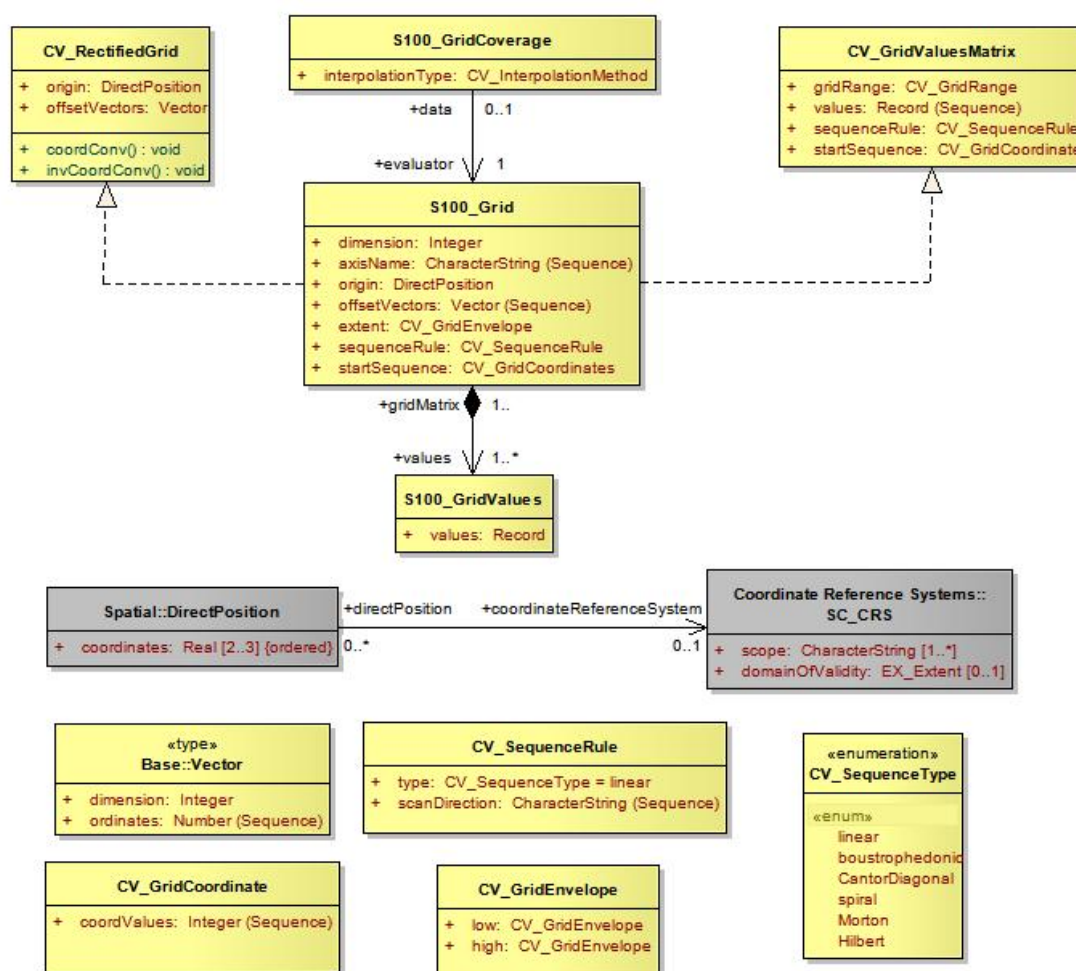 CV_RectifiedGrid
+ origin: DirectPosition
+ offsetVectors: Vector
+ coordConv() : void
+ invCoordConv() : void
S100_GridCoverage
+ interpolationType: CV_InterpolationMethod
CV_GridValuesMatrix
+ gridRange: CV_GridRange
+ values: Record (Sequence)
+ sequenceRule: CV_SequenceRule
+ startSequence: CV_GridCoordinate
+data 0..1
+evaluator 1
S100_Grid
+ dimension: Integer
+ axisName: CharacterString (Sequence)
+ origin: DirectPosition
+ offsetVectors: Vector (Sequence)
+ extent: CV_GridEnvelope
+ sequenceRule: CV_SequenceRule
+ startSequence: CV_GridCoordinates
+gridMatrix 1..
+values 1..*
S100_GridValues
+ values: Record
Spatial::DirectPosition
+ coordinates: Real [2..3] {ordered}
+directPosition +coordinateReferenceSystem
0..* 0..1
Coordinate Reference Systems::
SC_CRS
+ scope: CharacterString [1..*]
+ domainOfValidity: EX_Extent [0..1]
«type»
Base::Vector
+ dimension: Integer
+ ordinates: Number (Sequence)
CV_SequenceRule
+ type: CV_SequenceType = linear
+ scanDirection: CharacterString (Sequence)
«enumeration»
CV_SequenceType
«enum»
linear
boustrophedonic
CantorDiagonal
spiral
Morton
Hilbert
CV_GridCoordinate
+ coordValues: Integer (Sequence)
CV_GridEnvelope
+ low: CV_GridEnvelope
+ high: CV_GridEnvelope